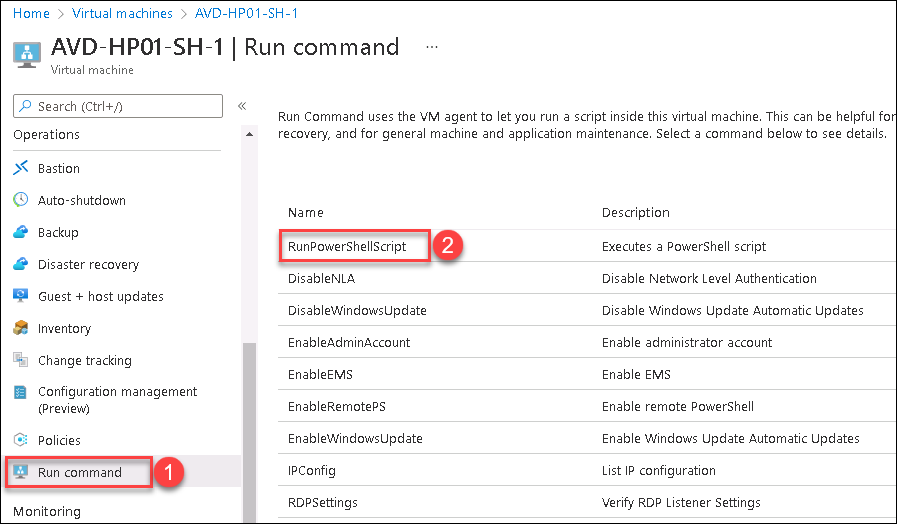 Home > Virtual machines > AVD-HP01-SH-1
AVD-HP01-SH-1 | Run command ...
Virtual machine
Search (Ctrl+/) «
Operations
Bastion
Auto-shutdown
Backup
Disaster recovery
Guest + host updates
Inventory
Change tracking
Configuration management
(Preview)
Policies
Run command 1
Monitoring
Run Command uses the VM agent to let you run a script inside this virtual machine. This can be helpful for
recovery, and for general machine and application maintenance. Select a command below to see details.
Name Description
RunPowerShellScript 2 Executes a PowerShell script
DisableNLA Disable Network Level Authentication
DisableWindowsUpdate Disable Windows Update Automatic Updates
EnableAdminAccount Enable administrator account
EnableEMS Enable EMS
EnableRemotePS Enable remote PowerShell
EnableWindowsUpdate Enable Windows Update Automatic Updates
IPConfig List IP configuration
RDPSettings Verify RDP Listener Settings